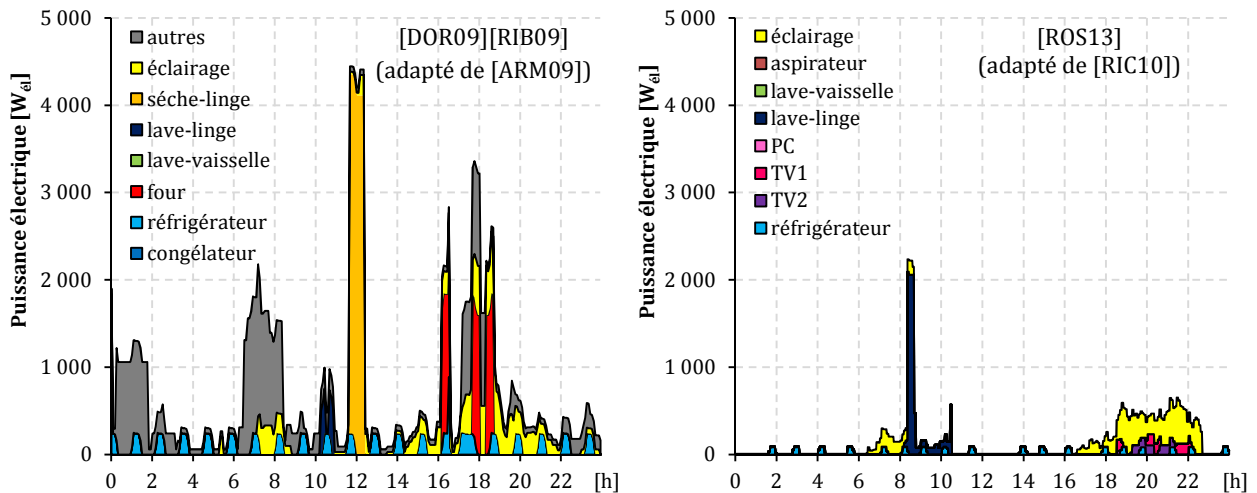 Puissance électrique [Wél]
5 000
4 000
3 000
2 000
1 000
0
autres
éclairage
séche-linge
lave-linge
lave-vaisselle
four
réfrigérateur
congélateur
[DOR09][RIB09]
(adapté de [ARM09])
0 2 4 6 8 10 12 14 16 18 20 22 [h]
Puissance électrique [Wél]
5 000
4 000
3 000
2 000
1 000
0
éclairage
aspirateur
lave-vaisselle
lave-linge
PC
TV1
TV2
réfrigérateur
[ROS13]
(adapté de [RIC10])
0 2 4 6 8 10 12 14 16 18 20 22 [h]